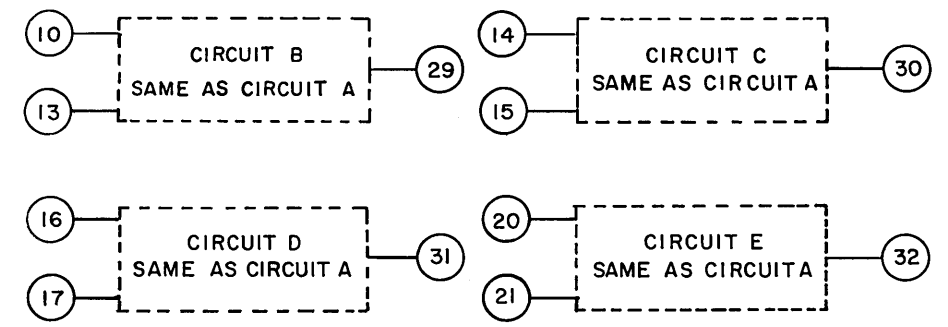 10
CIRCUIT B
SAME AS CIRCUIT A
29
13
14
CIRCUIT C
SAME AS CIRCUIT A
30
15
16
CIRCUIT D
SAME AS CIRCUIT A
31
17
20
CIRCUIT E
SAME AS CIRCUIT A
32
21